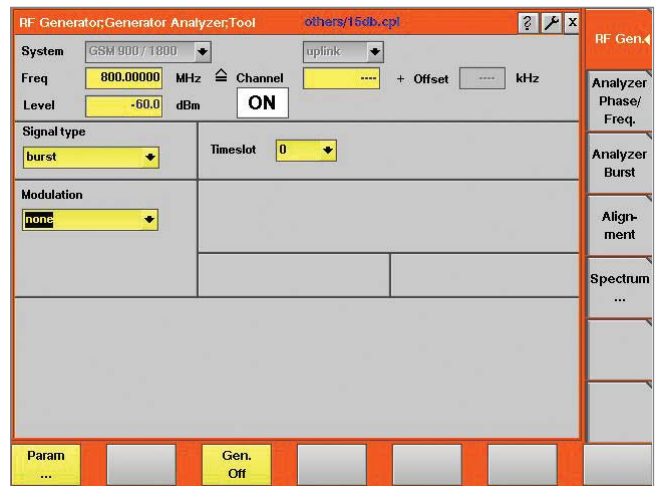 RF Generator;Generator Analyzer;Tool others/15db.cpl ? X
System GSM 900 / 1800 uplink
Freq 800.00000 MHz ≙ Channel ---- + Offset ---- kHz
Level -60.0 dBm ON
Signal type
burst
Timeslot 0
Modulation
none
RF Gen.
Analyzer
Phase/
Freq.
Analyzer
Burst
Align-
ment
Spectrum
...
Param
...
Gen.
Off